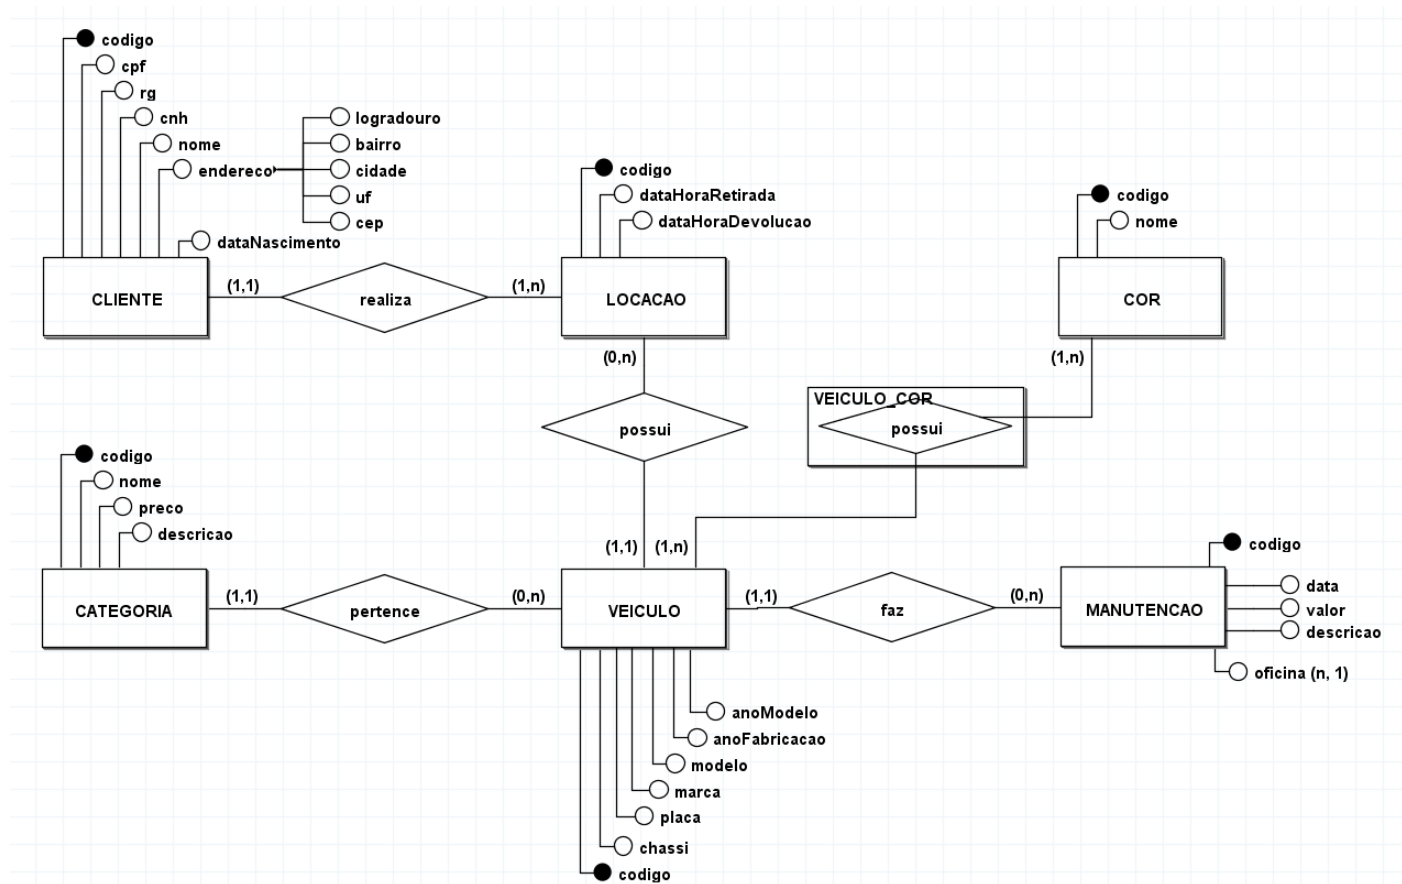 codigo
cpf
rg
cnh
nome
endereco
logradouro
bairro
cidade
uf
cep
dataNascimento
CLIENTE
(1,1)
realiza
(1,n)
codigo
dataHoraRetirada
dataHoraDevolucao
LOCACAO
codigo
nome
COR
(0,n)
(1,n)
possui
VEICULO_COR
possui
codigo
nome
preco
descricao
CATEGORIA
(1,1)
pertence
(0,n)
(1,1)
(1,n)
VEICULO
(1,1)
faz
(0,n)
codigo
MANUTENCAO
data
valor
descricao
oficina (n, 1)
anoModelo
anoFabricacao
modelo
marca
placa
chassi
codigo